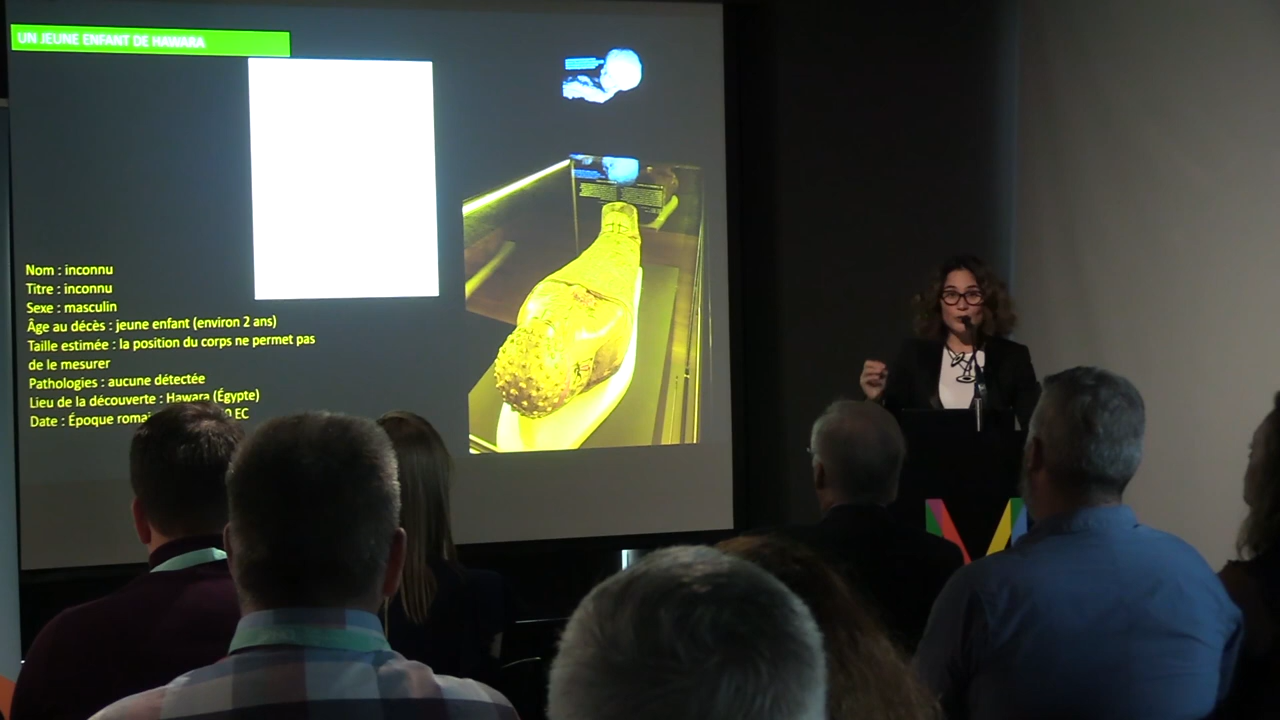 UN JEUNE ENFANT DE HAWARA
Nom : inconnu
Titre : inconnu
Sexe : masculin
Âge au décès : jeune enfant (environ 2 ans)
Taille estimée : la position du corps ne permet pas
de le mesurer
Pathologies : aucune détectée
Lieu de la découverte : Hawara (Égypte)
Date : Époque EC